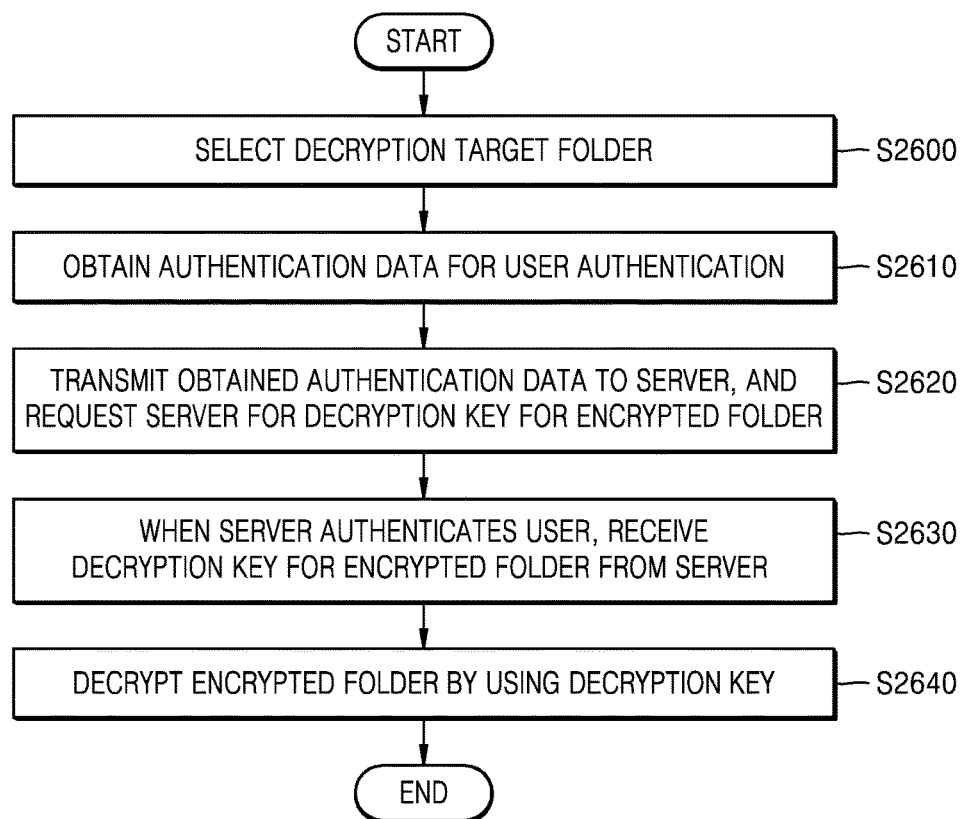 START
SELECT DECRYPTION TARGET FOLDER
S2600
OBTAIN AUTHENTICATION DATA FOR USER AUTHENTICATION
S2610
TRANSMIT OBTAINED AUTHENTICATION DATA TO SERVER, AND
REQUEST SERVER FOR DECRYPTION KEY FOR ENCRYPTED FOLDER
S2620
WHEN SERVER AUTHENTICATES USER, RECEIVE
DECRYPTION KEY FOR ENCRYPTED FOLDER FROM SERVER
S2630
DECRYPT ENCRYPTED FOLDER BY USING DECRYPTION KEY
S2640
END